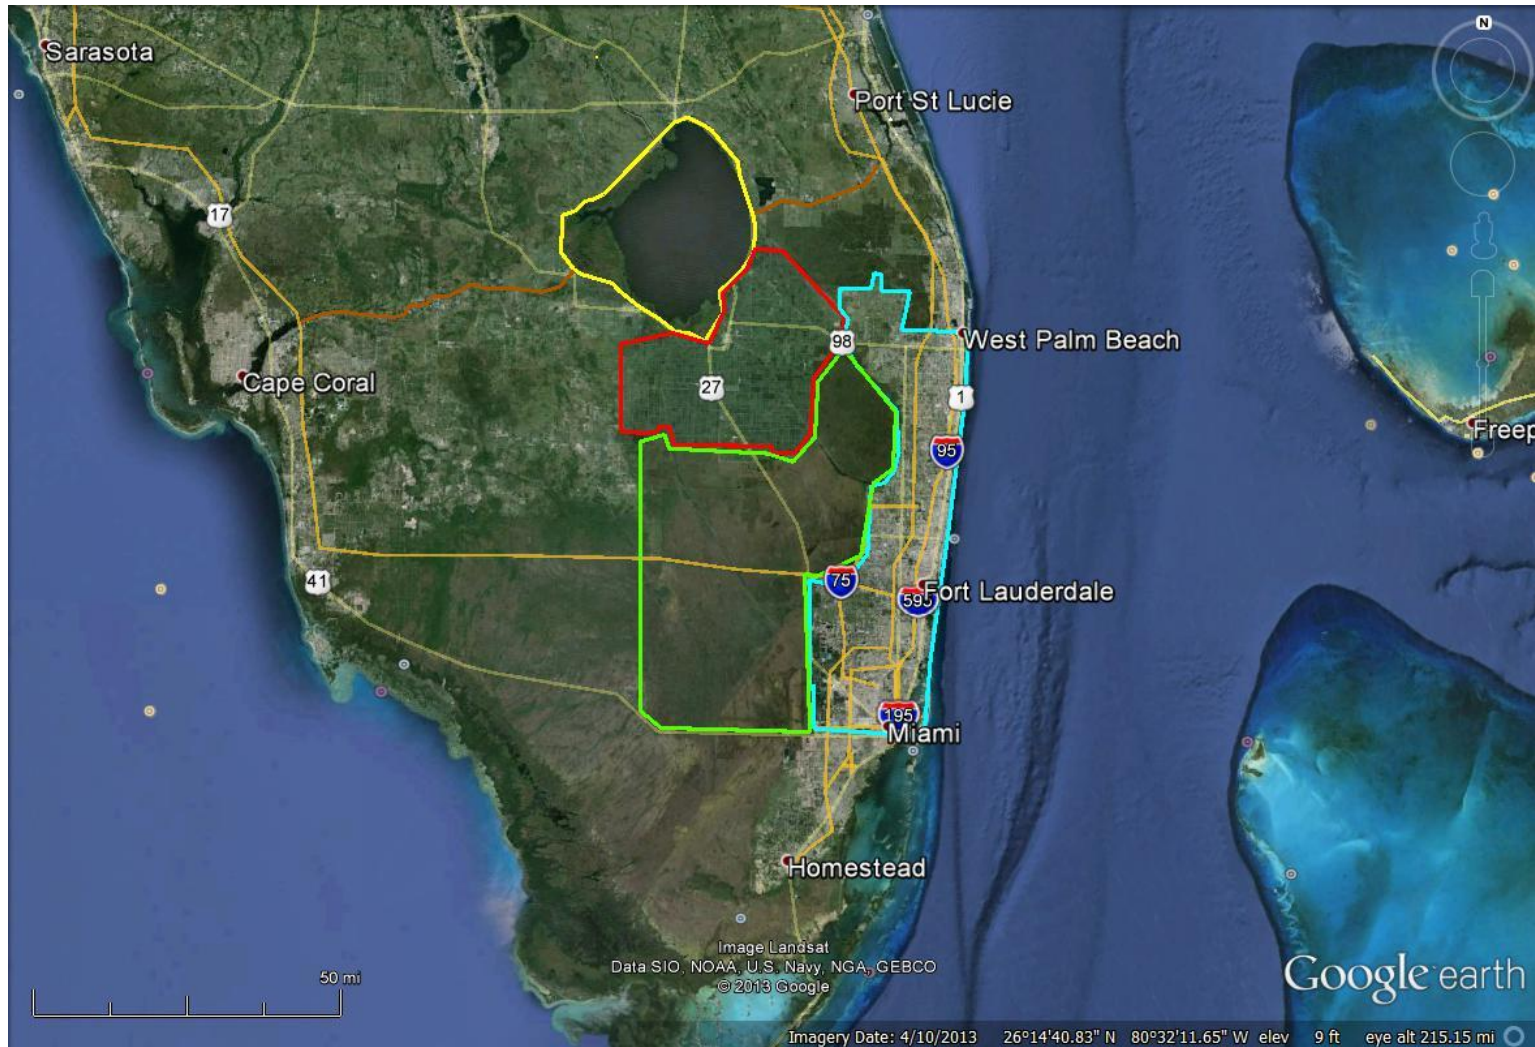 N
Sarasota
Port St Lucie
17
98
West Palm Beach
27
Cape Coral
1
Freep
95
41
75
595
Fort Lauderdale
195
Miami
Homestead
Image Landsat
Data SIO, NOAA, U.S. Navy, NGA, GEBCO
© 2013 Google
50 mi
Google earth
Imagery Date: 4/10/2013 26°14'40.83" N 80°32'11.65" W elev 9 ft eye alt 215.15 mi